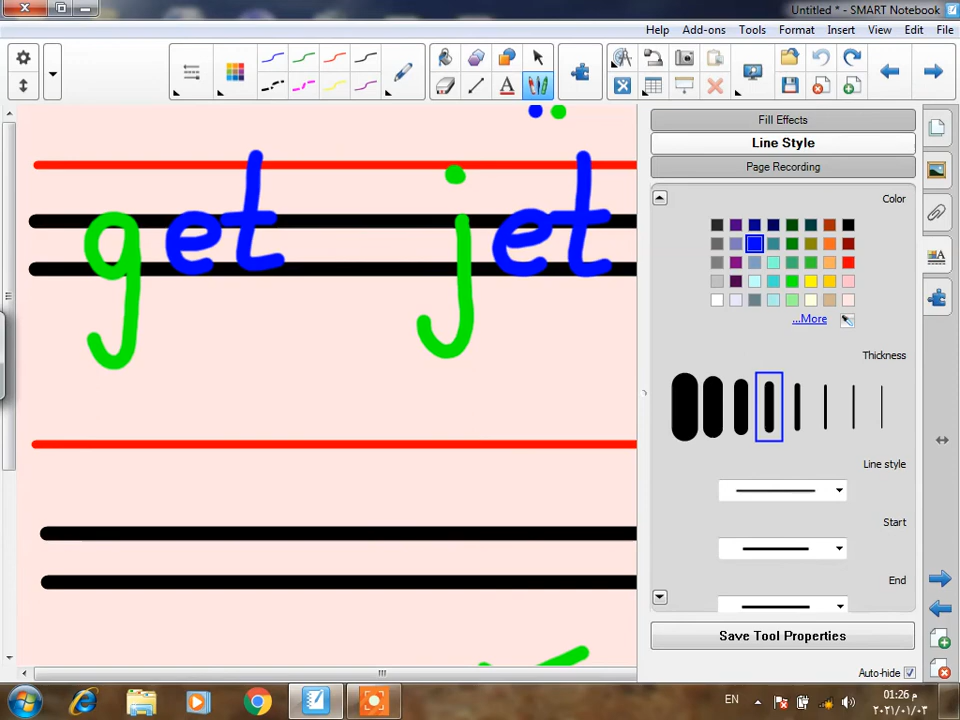 Untitled * - SMART Notebook
Help Add-ons Tools Format Insert View Edit File
A
Fill Effects
Line Style
Page Recording
Color
get jet
...More
Thickness
Line style
Start
End
Save Tool Properties
Auto-hide
EN
01:26 م
٢٠٢١/٠١/٠٣